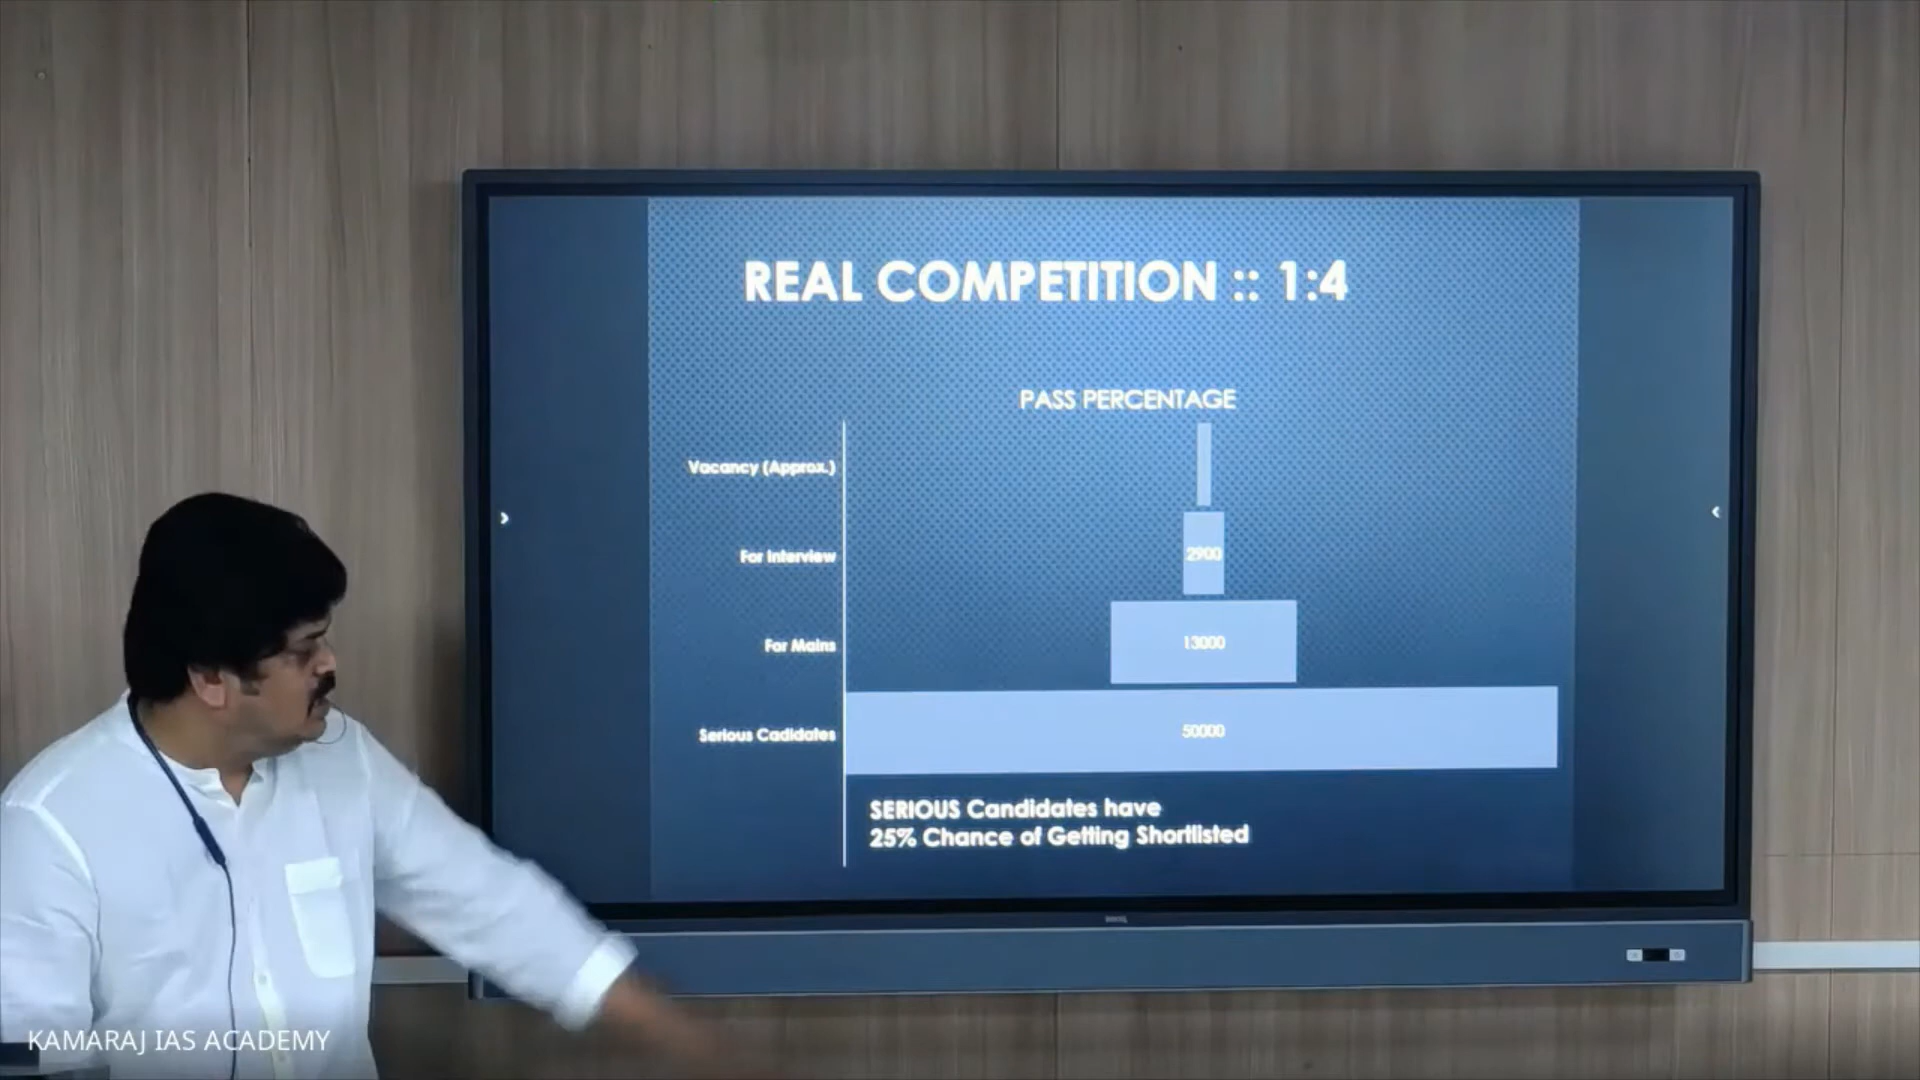 REAL COMPETITION :: 1:4
PASS PERCENTAGE
Vacancy (Approx.)
For Interview
2900
For Mains
13000
Serious Cadidates
50000
SERIOUS Candidates have
25% Chance of Getting Shortlisted
BENQ
KAMARAJ IAS ACADEMY